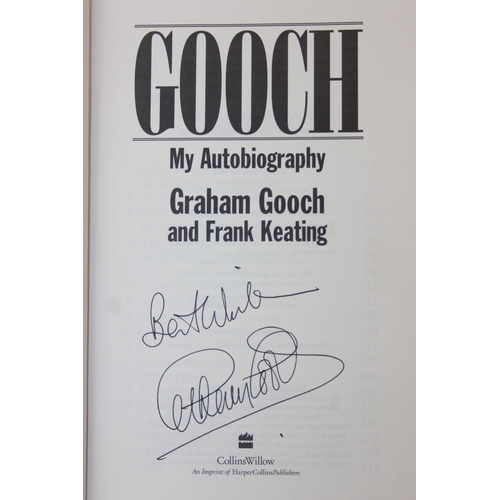 GOOCH
My Autobiography
Graham Gooch
and Frank Keating
Best Wishes
CollinsWillow
An Imprint of HarperCollinsPublishers